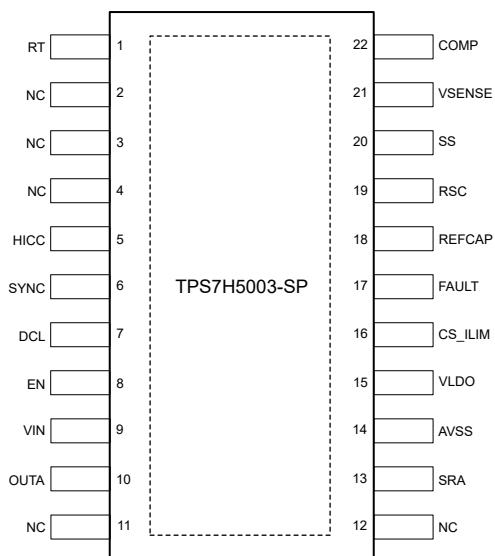 RT 1 22 COMP
NC 2 21 VSENSE
NC 3 20 SS
NC 4 19 RSC
HICC 5 18 REFCAP
SYNC 6 TPS7H5003-SP 17 FAULT
DCL 7 16 CS_ILIM
EN 8 15 VLDO
VIN 9 14 AVSS
OUTA 10 13 SRA
NC 11 12 NC